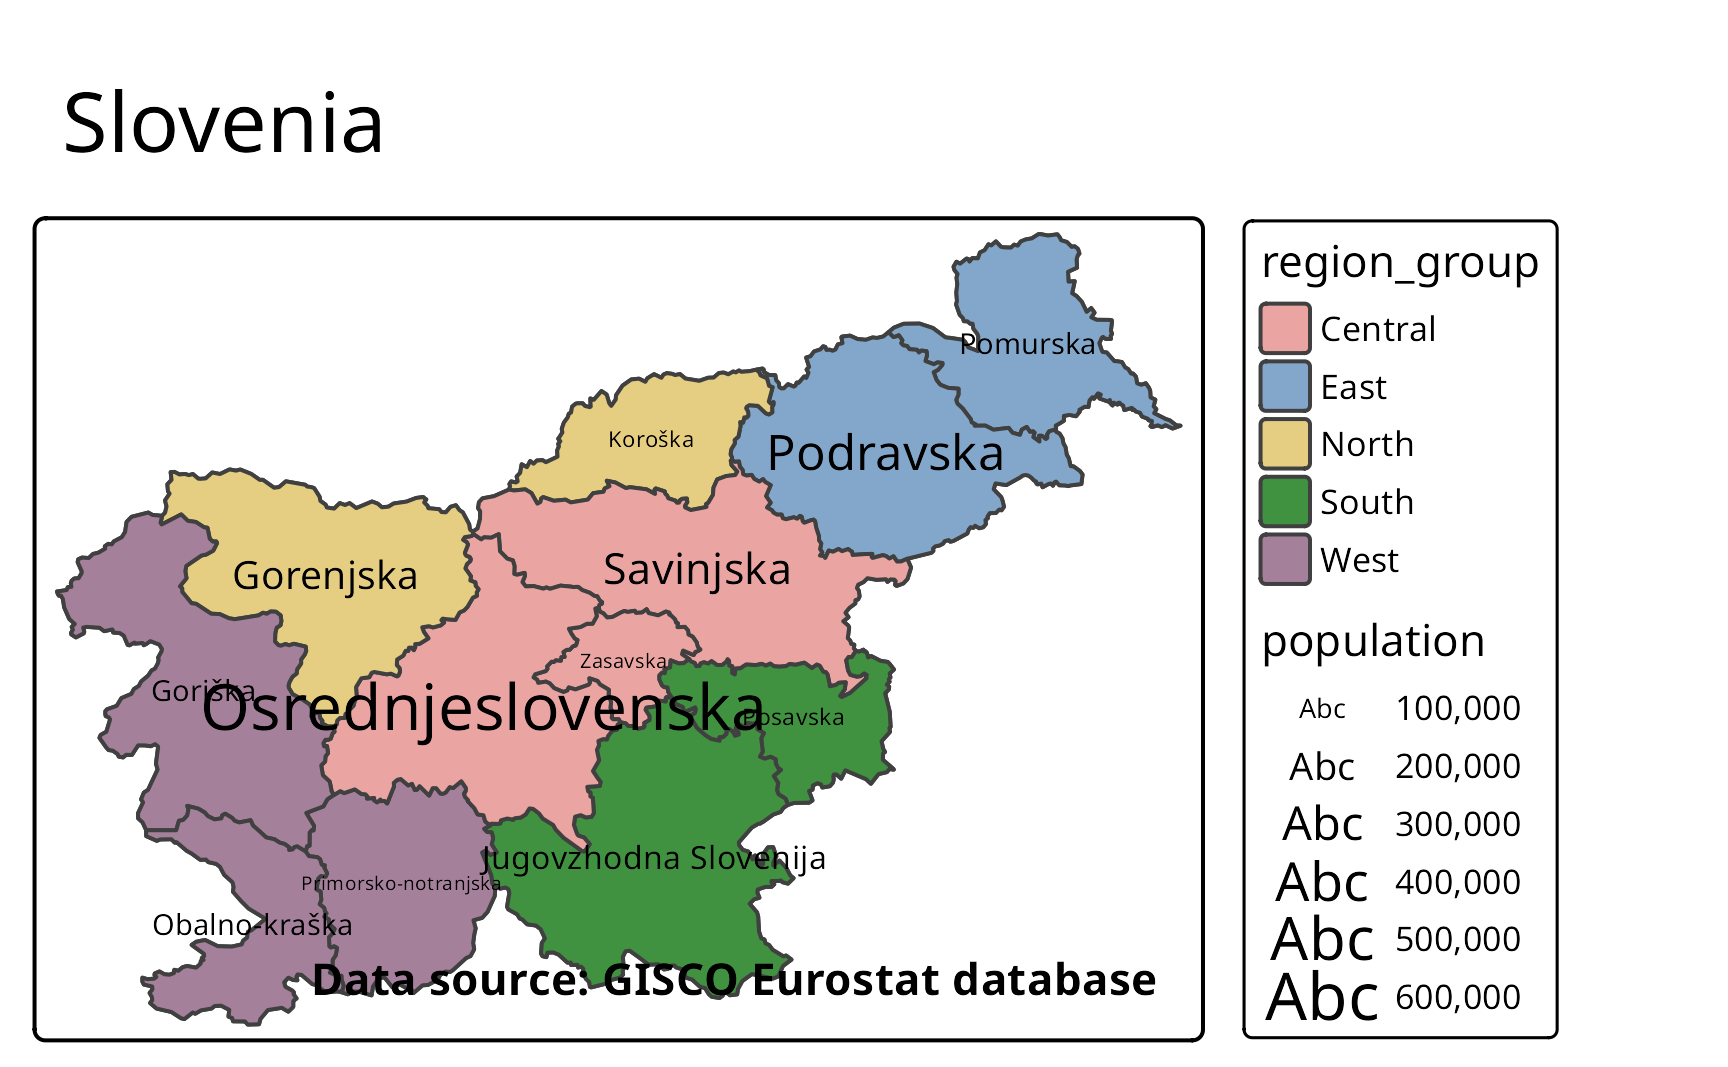 Slovenia
Pomurska
Koroška
Podravska
Gorenjska
Savinjska
Zasavska
Goriška
Osrednjeslovenska
Posavska
Jugovzhodna Slovenija
Primorsko-notranjska
Obalno-kraška
Data source: GISCO Eurostat database
region_group
Central
East
North
South
West
population
Abc 100,000
Abc 200,000
Abc 300,000
Abc 400,000
Abc 500,000
Abc 600,000